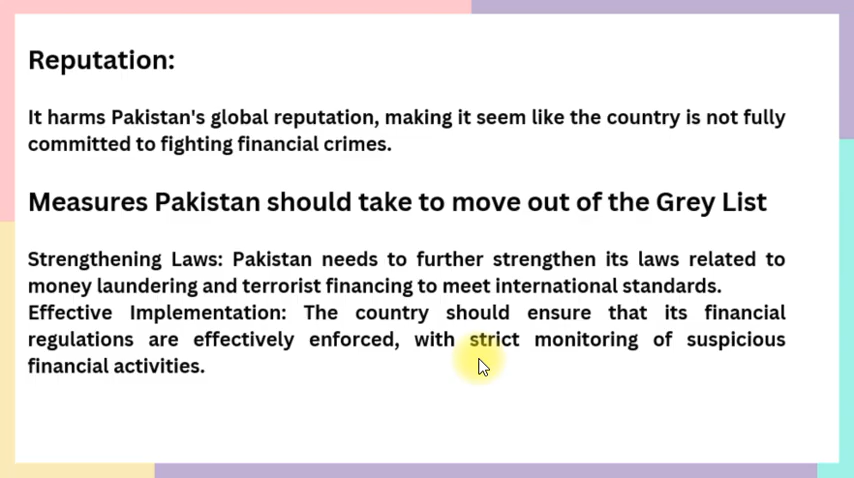 Reputation:
It harms Pakistan's global reputation, making it seem like the country is not fully
committed to fighting financial crimes.
Measures Pakistan should take to move out of the Grey List
Strengthening Laws: Pakistan needs to further strengthen its laws related to
money laundering and terrorist financing to meet international standards.
Effective Implementation: The country should ensure that its financial
regulations are effectively enforced, with strict monitoring of suspicious
financial activities.